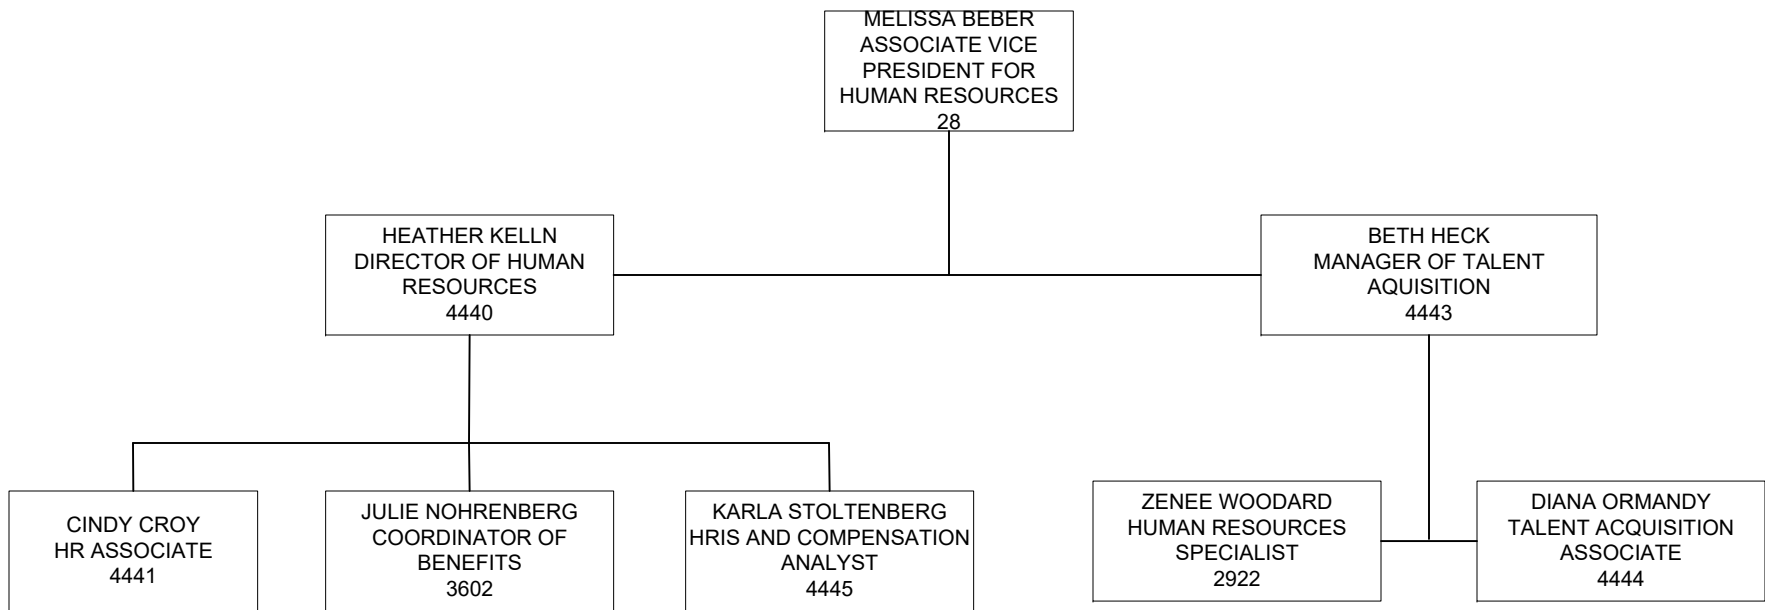 MELISSA BEBER
ASSOCIATE VICE
PRESIDENT FOR
HUMAN RESOURCES
28
HEATHER KELLN
DIRECTOR OF HUMAN
RESOURCES
4440
BETH HECK
MANAGER OF TALENT
AQUISITION
4443
CINDY CROY
HR ASSOCIATE
4441
JULIE NOHRENBERG
COORDINATOR OF
BENEFITS
3602
KARLA STOLTENBERG
HRIS AND COMPENSATION
ANALYST
4445
ZENEE WOODARD
HUMAN RESOURCES
SPECIALIST
2922
DIANA ORMANDY
TALENT ACQUISITION
ASSOCIATE
4444